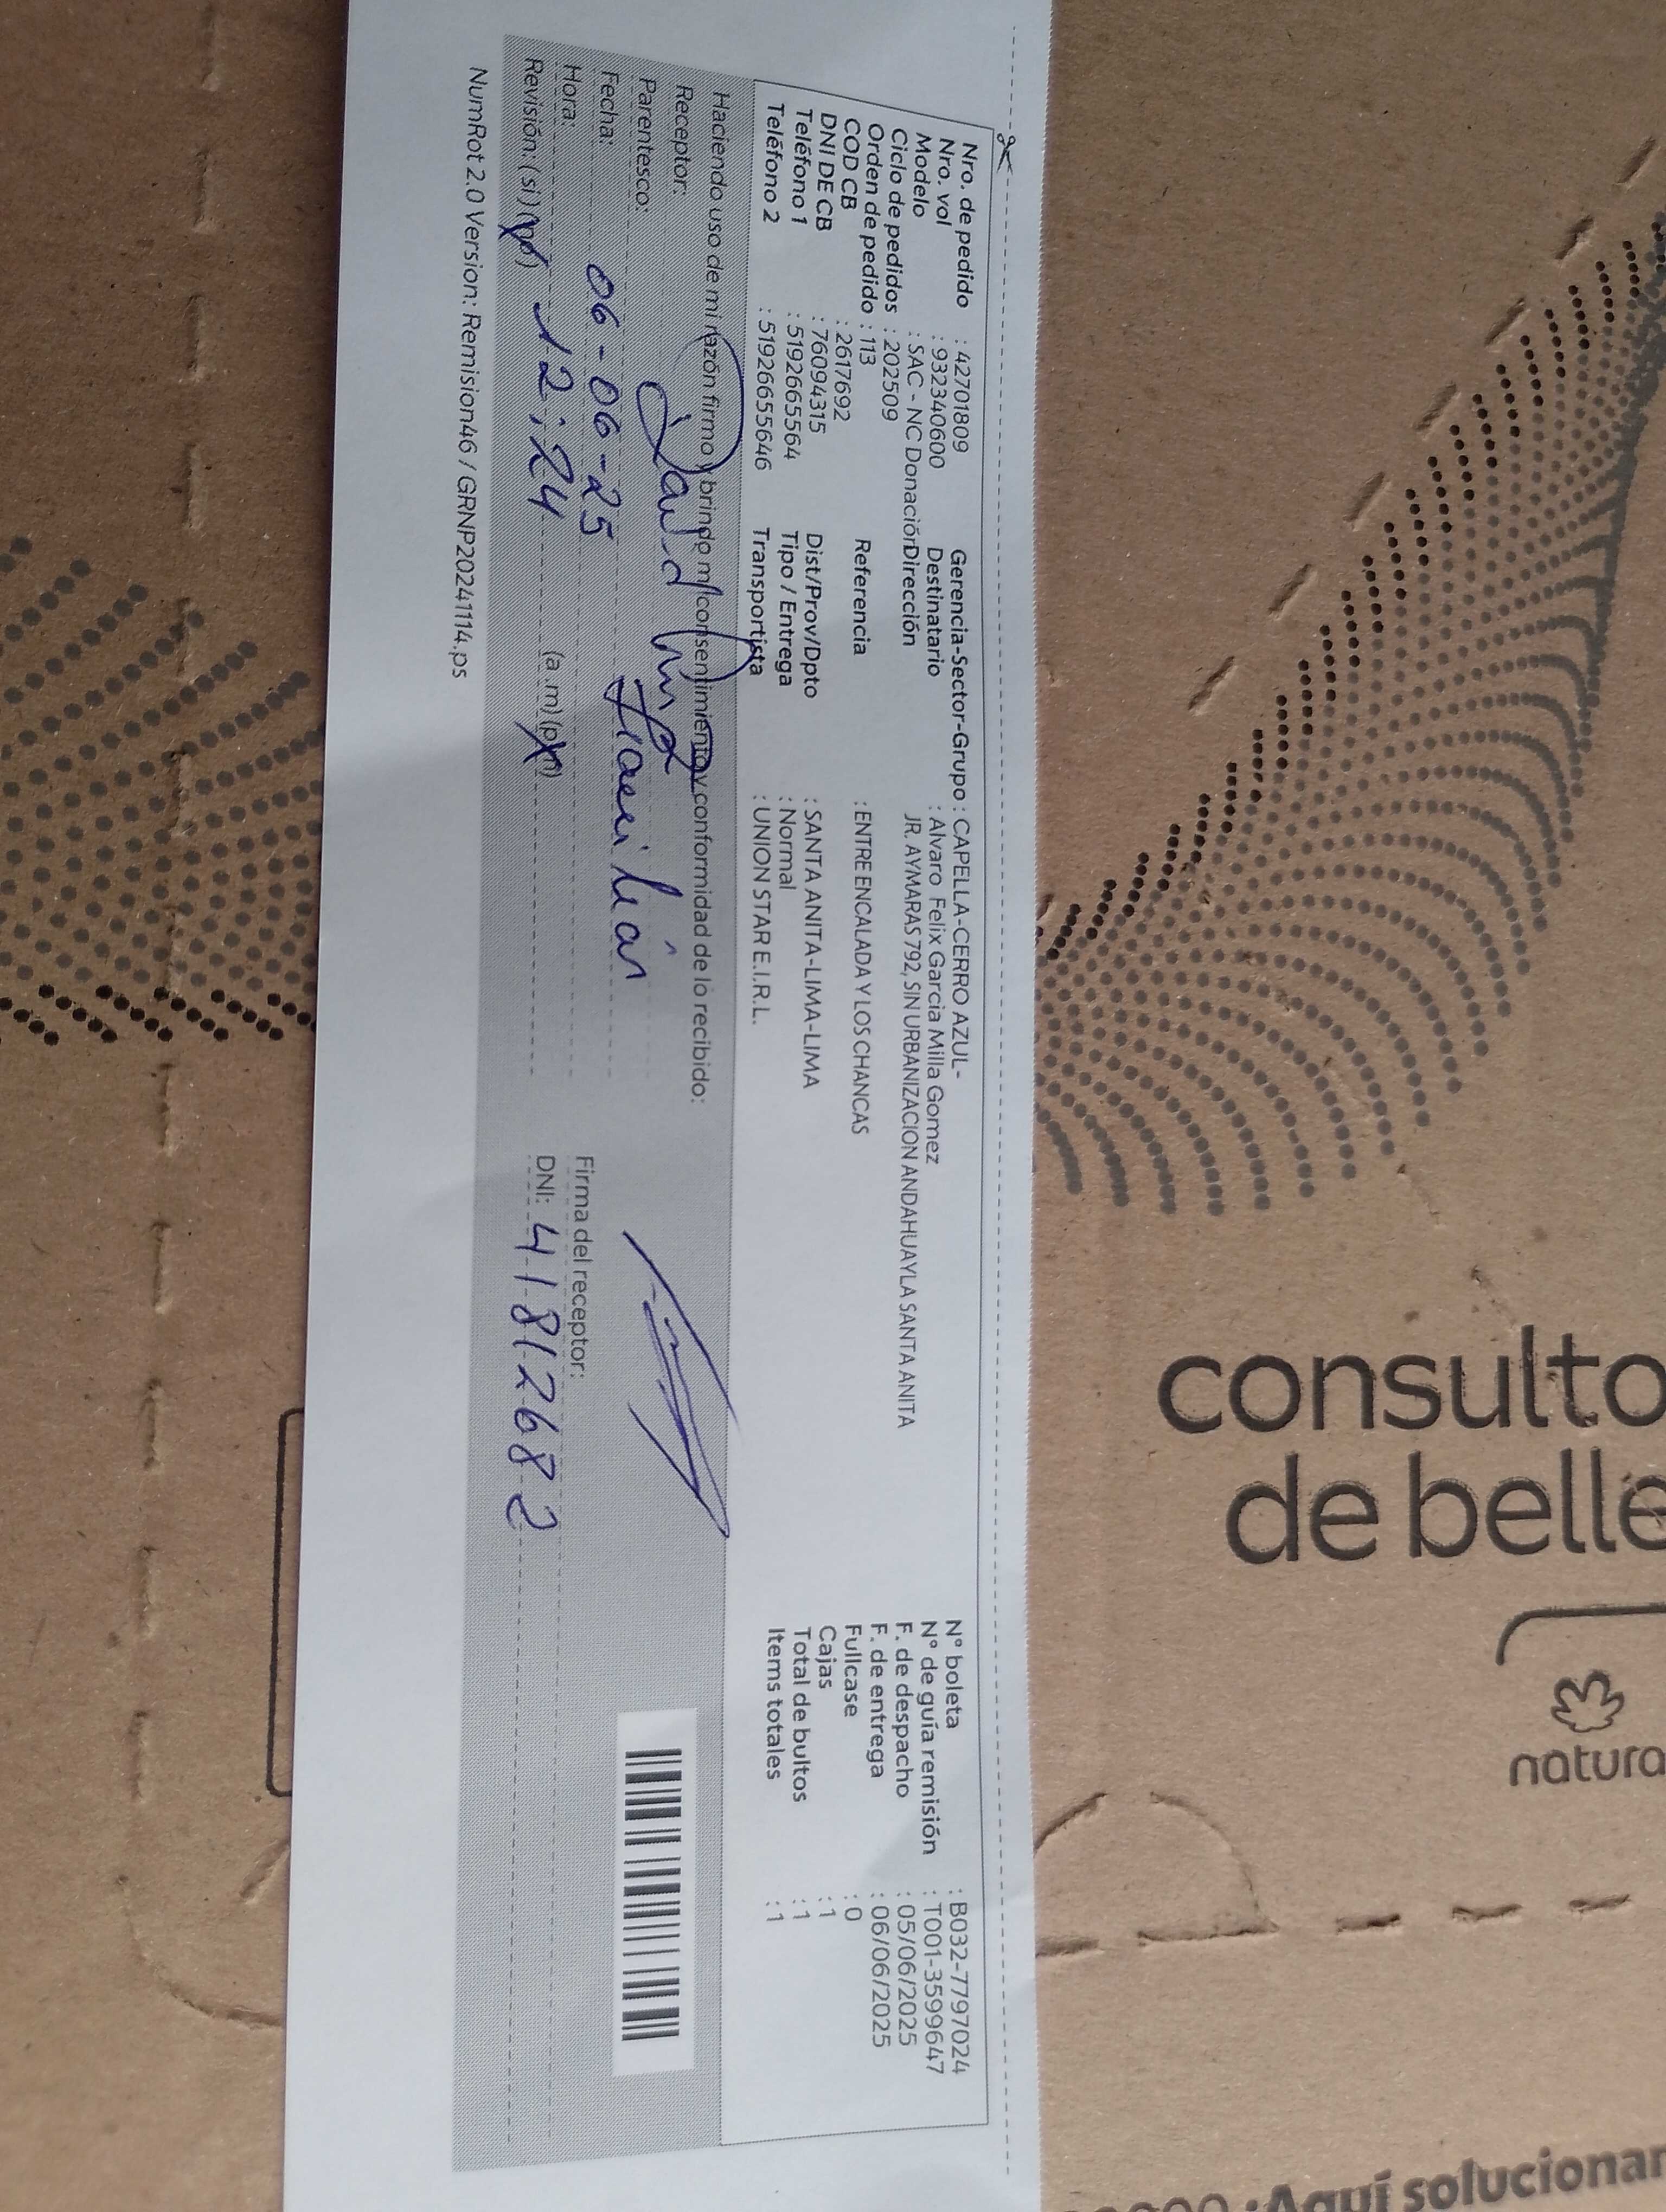 Nro. de pedido : 42701809
Nro. vol : 932340600
Modelo : SAC - NC Donación
Ciclo de pedidos : 202509
Orden de pedido : 113
COD CB : 2617692
DNI DE CB : 76094315
Teléfono 1 : 51926655564
Teléfono 2 : 519266555646
Gerencia-Sector-Grupo : CAPELLA-CERRO AZUL-
Destinatario : Alvaro Felix Garcia Milla Gomez
Dirección JR. AYMARAS 792, SIN URBANIZACION ANDAHUAYLA SANTA ANITA
Referencia : ENTRE ENCALADA Y LOS CHANCAS
Dist/Prov/Dpto : SANTA ANITA-LIMA-LIMA
Tipo / Entrega : Normal
Transportista : UNION STAR E.I.R.L.
N° boleta : B032-7797024
N° de guía remisión : T001-3599647
F. de despacho : 05/06/2025
F. de entrega : 06/06/2025
Fullcase : 0
Cajas : 1
Total de bultos : 1
Items totales : 1
Haciendo uso de mi razón firmo y brindo mi consentimiento y conformidad de lo recibido:
Receptor: David
Parentesco:
Fecha: 06-06-25
Hora: 12:24 (a.m) (pm)
Revisión: (si) (no)
Firma del receptor:
DNI: 41812682
NumRot 2.0 Version: Remision46 / GRNP20241114.ps
consulto
de belle
natura
¡Aquí solucionar